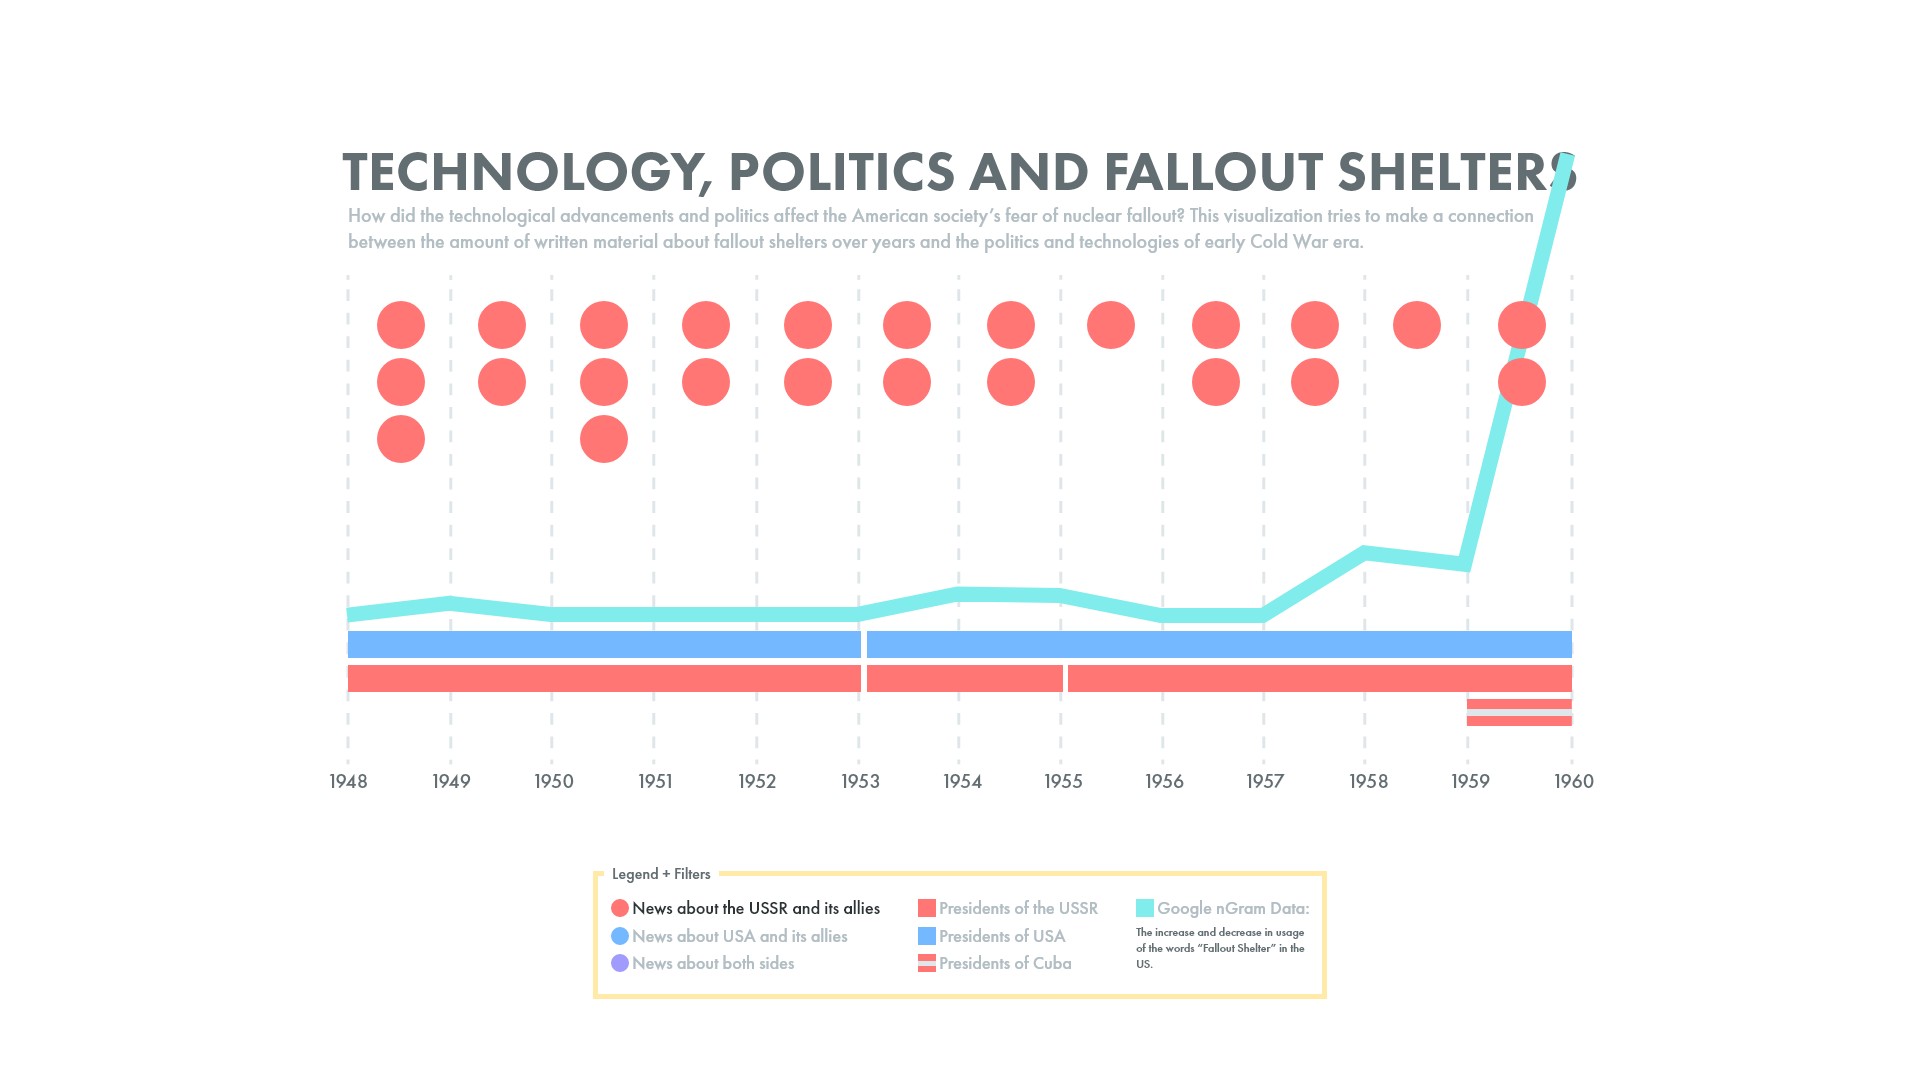 TECHNOLOGY, POLITICS AND FALLOUT SHELTERS
How did the technological advancements and politics affect the American society's fear of nuclear fallout? This visualization tries to make a connection
between the amount of written material about fallout shelters over years and the politics and technologies of early Cold War era.
1948 1949 1950 1951 1952 1953 1954 1955 1956 1957 1958 1959 1960
Legend + Filters
News about the USSR and its allies
News about USA and its allies
News about both sides
Presidents of the USSR
Presidents of USA
Presidents of Cuba
Google nGram Data:
The increase and decrease in usage
of the words “Fallout Shelter” in the
US.